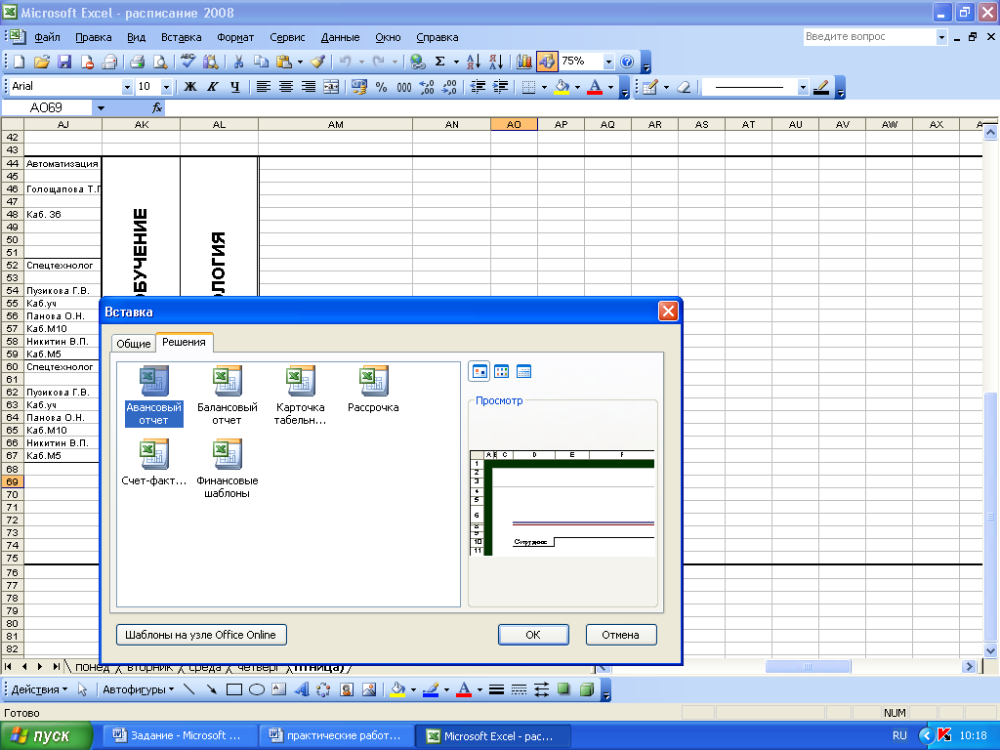 Microsoft Excel - расписание 2008
Файл Правка Вид Вставка Формат Сервис Данные Окно Справка
Введите вопрос
75%
Arial 10 Ж К Ч
% 000
AO69 fx
AJ AK AL AM AN AO AP AQ AR AS AT AU AV AW AX
42
43
44 Автоматизация
45
46 Голощапова Т.Г
47
48 Каб. 36
49
50
51
52 Спецтехнолог
53
54 Пузикова Г.В.
55 Каб.уч
56 Панова О.Н.
57 Каб.М10
58 Никитин В.П.
59 Каб.М5
60 Спецтехнолог
61
62 Пузикова Г.В.
63 Каб.уч
64 Панова О.Н.
65 Каб.М10
66 Никитин В.П.
67 Каб.М5
68
69
70
71
72
73
74
75
76
77
78
79
80
81
82
ОБУЧЕНИЕ
ОЛОГИЯ
Вставка
Общие Решения
Авансовый отчет
Балансовый отчет
Карточка табельн...
Рассрочка
Счет-факт...
Финансовые шаблоны
Просмотр
A B C D E F
1
2
3
4
5
6
8
9
10 Сотрудник
11
Шаблоны на узле Office Online
ОК
Отмена
понед / вторник / среда / четверг \ пятница /
Действия Автофигуры
Готово
NUM
пуск
Задание - Microsoft ...
практические работ...
Microsoft Excel - рас...
RU
10:18